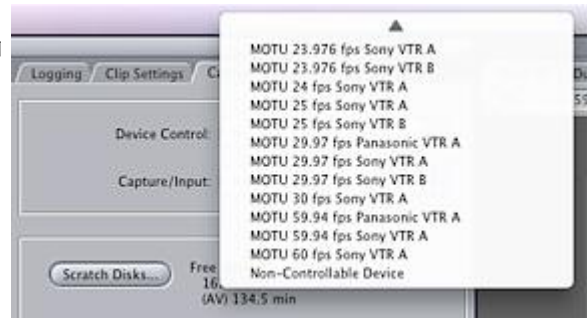 MOTU 23.976 fps Sony VTR A
MOTU 23.976 fps Sony VTR B
MOTU 24 fps Sony VTR A
MOTU 25 fps Sony VTR A
MOTU 25 fps Sony VTR B
MOTU 29.97 fps Panasonic VTR A
MOTU 29.97 fps Sony VTR A
MOTU 29.97 fps Sony VTR B
MOTU 30 fps Sony VTR A
MOTU 59.94 fps Panasonic VTR A
MOTU 59.94 fps Sony VTR A
MOTU 60 fps Sony VTR A
Non-Controllable Device
Logging Clip Settings
Device Control:
Capture/Input:
Scratch Disks...
Free
16
(AV) 134.5 min